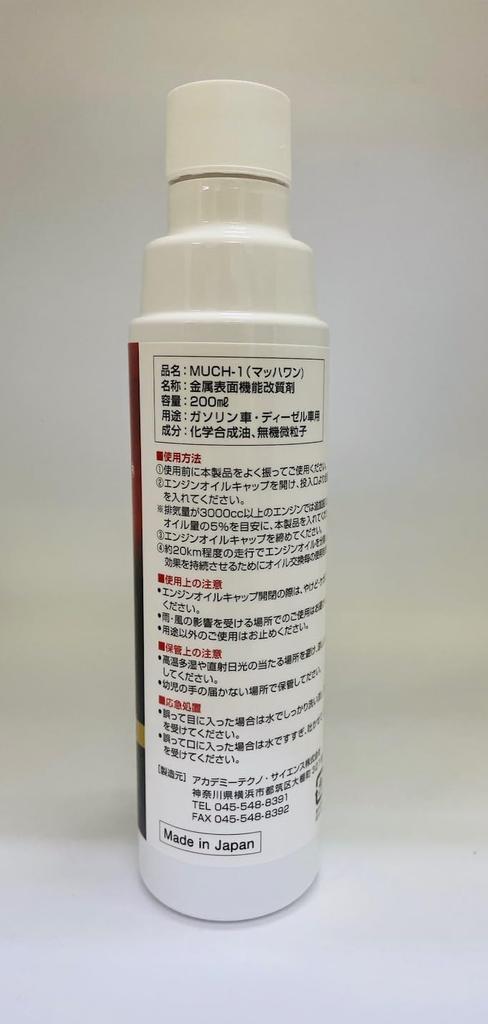 品名：MUCH-1（マッハワン）
名称：金属表面機能改質剤
容量：200㎖
用途：ガソリン車・ディーゼル車用
成分：化学合成油、無機微粒子
■使用方法
①使用前に本製品をよく振ってご使用ください。
②エンジンオイルキャップを開け、投入口より
を入れてください。
※排気量が3000cc以上のエンジンでは
オイル量の5%を目安に、本製品を入れて
③エンジンオイルキャップを締めてください。
④約20km程度の走行でエンジンオイルを
効果を持続させるためにオイル交換毎の
■使用上の注意
•エンジンオイルキャップ開閉の際は、やけど
ください。
•雨・風の影響を受ける場所でのご使用は
•用途以外のご使用はお止めください。
■保管上の注意
•高温多湿や直射日光の当たる場所を避け、
してください。
•幼児の手の届かない場所で保管してください。
■応急処置
•誤って目に入った場合は水でしっかり洗い
を受けてください。
•誤って口に入った場合は水ですすぎ、
を受けてください。
[製造元] アカデミーテクノ・サイエンス株式会社
神奈川県横浜市都筑区大棚町
TEL 045-548-8391
FAX 045-548-8392
Made in Japan